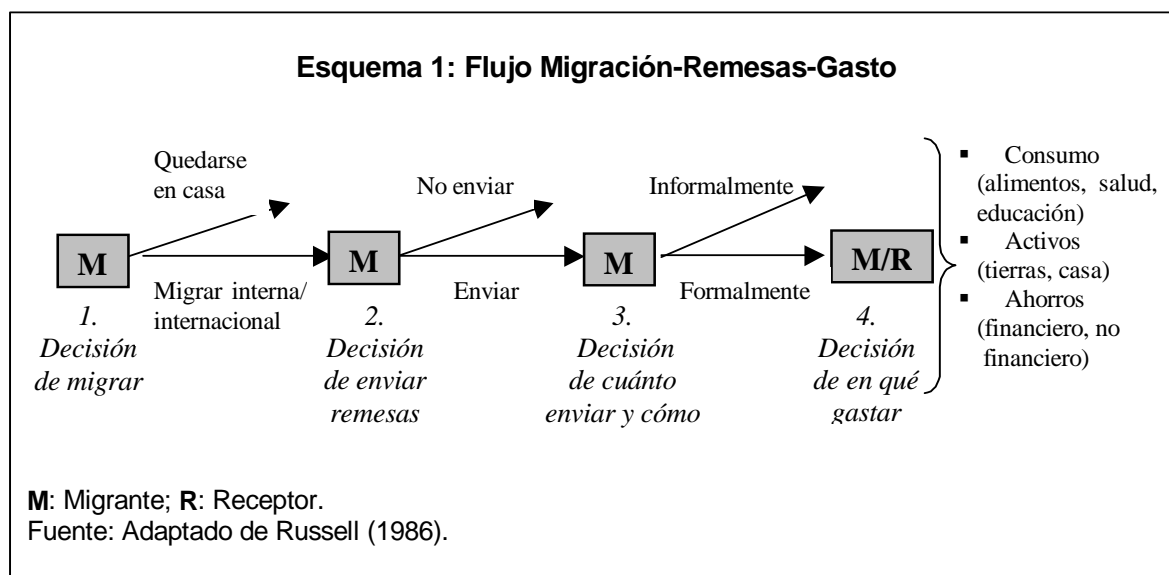 Esquema 1: Flujo Migración-Remesas-Gasto
Quedarse
en casa
No enviar
Informalmente
M
M
M
M/R
Migrar interna/
internacional
Enviar
Formalmente
1.
Decisión
de migrar
2.
Decisión
de enviar
remesas
3.
Decisión
de cuánto
enviar y cómo
4.
Decisión
de en qué
gastar
▪ Consumo
(alimentos, salud,
educación)
▪ Activos
(tierras, casa)
▪ Ahorros
(financiero, no
financiero)
M: Migrante; R: Receptor.
Fuente: Adaptado de Russell (1986).